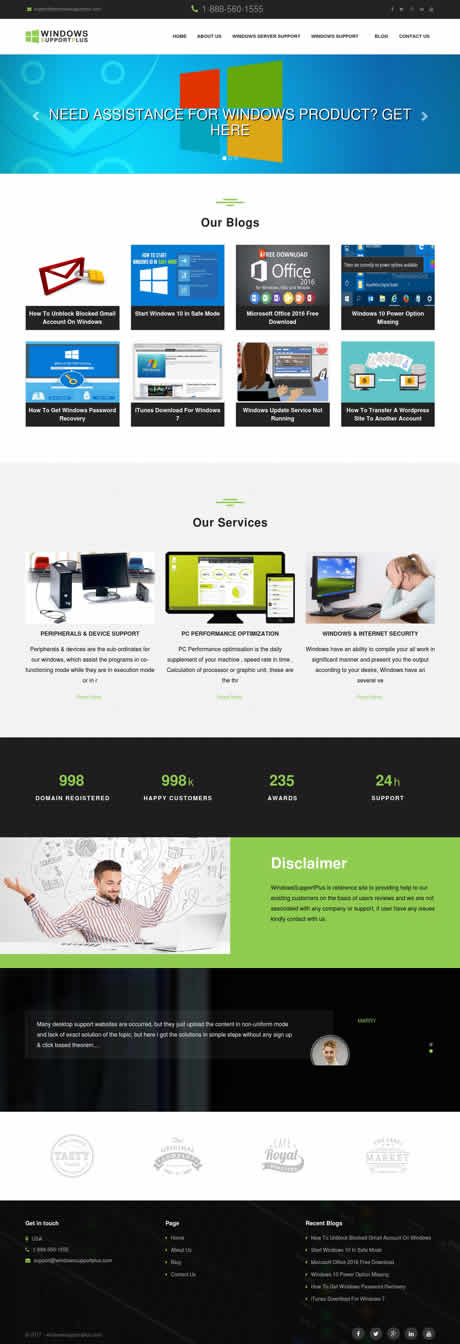 support@windowssupportplus.com
1-888-560-1555
WINDOWS
SUPPORTPLUS
HOME ABOUT US WINDOWS SERVER SUPPORT WINDOWS SUPPORT BLOG CONTACT US
NEED ASSISTANCE FOR WINDOWS PRODUCT? GET
HERE
Our Blogs
HOW TO START
WINDOWS 10 IN SAFE MODE
FREE DOWNLOAD
Office
2016
How To Unblock Blocked Gmail
Account On Windows
Start Windows 10 in Safe Mode
Microsoft Office 2016 Free
Download
Windows 10 Power Option
Missing
How To Get Windows Password
Recovery
iTunes Download For Windows
7
Windows Update Service Not
Running
How To Transfer A Wordpress
Site To Another Account
Our Services
PERIPHERALS & DEVICE SUPPORT
Peripherals & devices are the sub-ordinates for
our windows, which assist the programs in co-
functioning mode while they are in execution mode
or in r
Read More
PC PERFORMANCE OPTIMIZATION
PC Performance optimisation is the daily
supplement of your machine , speed rate in time ,
Calculation of processor or graphic unit, these are
the thr
Read More
WINDOWS & INTERNET SECURITY
Windows have an ability to compile your all work in
significant manner and present you the output
according to your desire, Windows have an
several ve
Read More
998
DOMAIN REGISTERED
998k
HAPPY CUSTOMERS
235
AWARDS
24h
SUPPORT
Disclaimer
WindowsSupportPlus is reference site to providing help to our
existing customers on the basis of users reviews and we are not
associated with any company or support, if user have any issues
kindly contact with us.
Many desktop support websites are occurred, but they just upload the content in non-uniform mode
and lack of exact solution of the topic, but here i got the solutions in simple steps without any sign up
& click based theorem....
MARRY
TASTY
The
ORIGINAL
CAFE
Royal
MARKET
Get in touch
USA
1-888-560-1555
support@windowssupportplus.com
Page
Home
About Us
Blog
Contact Us
Recent Blogs
How To Unblock Blocked Gmail Account On Windows
Start Windows 10 In Safe Mode
Microsoft Office 2016 Free Download
Windows 10 Power Option Missing
How To Get Windows Password Recovery
iTunes Download For Windows 7
© 2017 - windowssupportplus.com